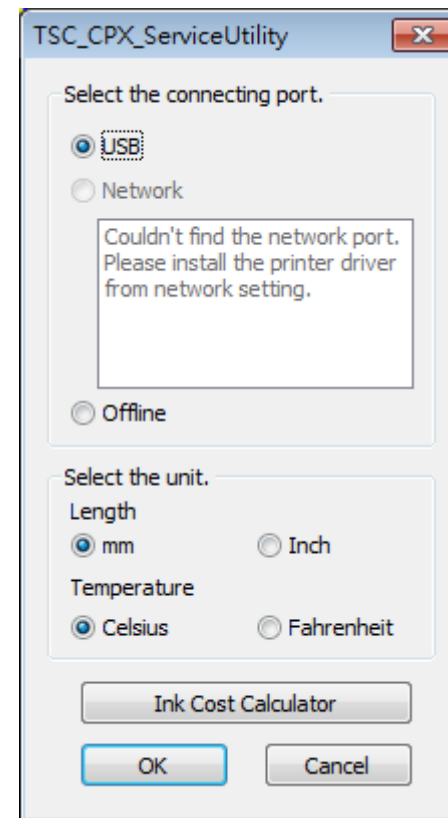 TSC_CPX_ServiceUtility
Select the connecting port.
USB
Network
Couldn't find the network port.
Please install the printer driver
from network setting.
Offline
Select the unit.
Length
mm Inch
Temperature
Celsius Fahrenheit
Ink Cost Calculator
OK Cancel